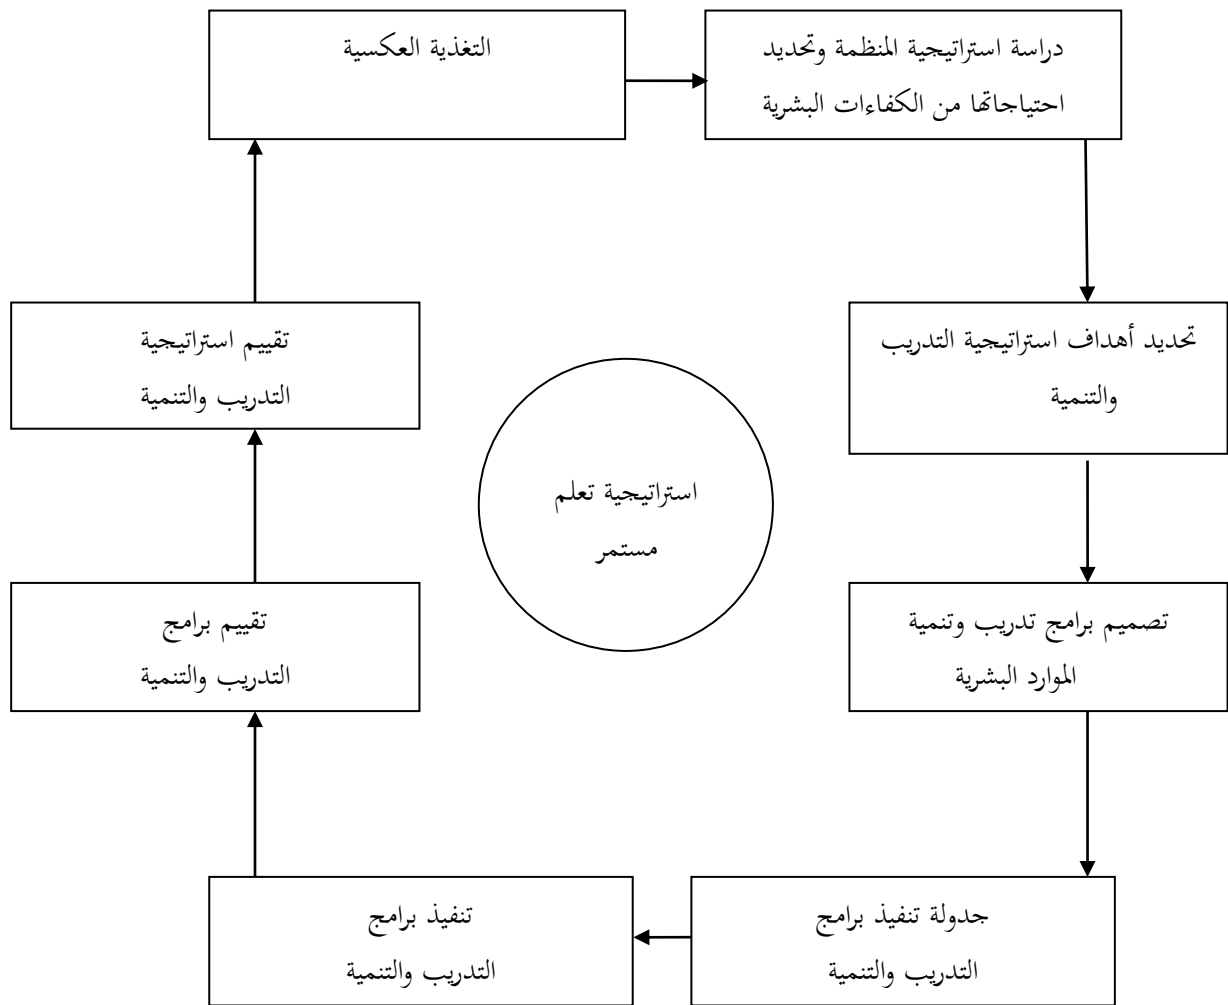 دراسة استراتيجية المنظمة وتحديد
احتياجاتها من الكفاءات البشرية
التغذية العكسية
تحديد أهداف استراتيجية التدريب
والتنمية
تقييم استراتيجية
التدريب والتنمية
استراتيجية تعلم
مستمر
تصميم برامج تدريب وتنمية
الموارد البشرية
تقييم برامج
التدريب والتنمية
جدولة تنفيذ برامج
التدريب والتنمية
تنفيذ برامج
التدريب والتنمية